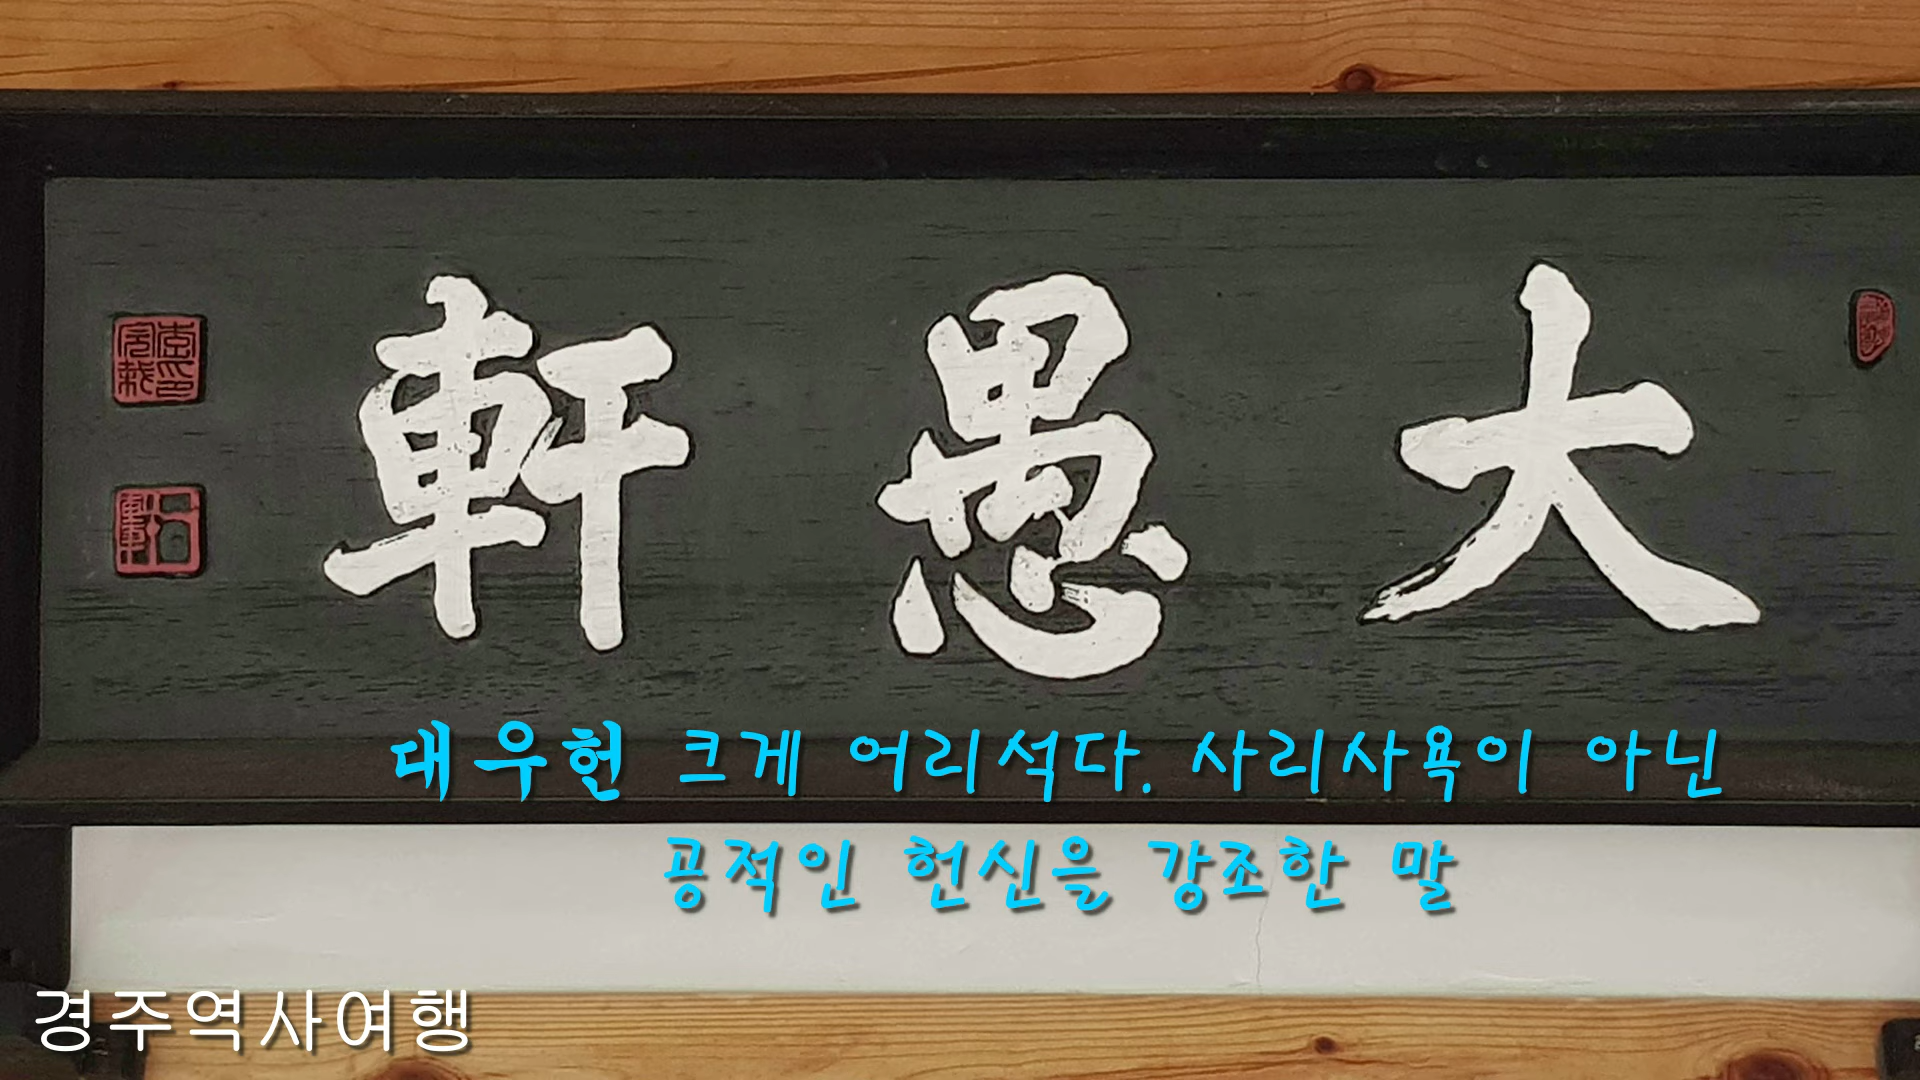 大愚軒
대우헌 크게 어리석다. 사리사욕이 아닌
공적인 헌신을 강조한 말
경주역사여행